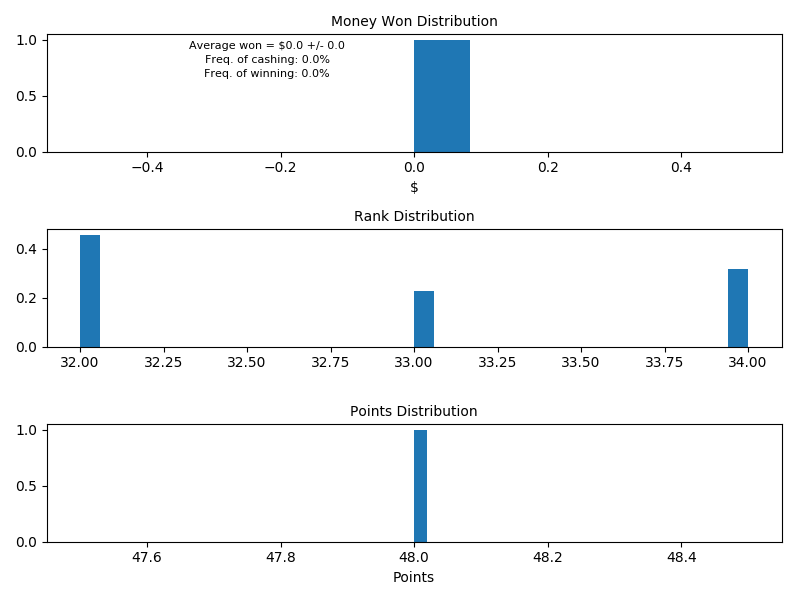 Money Won Distribution
Average won = $0.0 +/- 0.0
Freq. of cashing: 0.0%
Freq. of winning: 0.0%
1.0
0.5
0.0
−0.4 −0.2 0.0 0.2 0.4
$
Rank Distribution
0.4
0.2
0.0
32.00 32.25 32.50 32.75 33.00 33.25 33.50 33.75 34.00
Points Distribution
1.0
0.5
0.0
47.6 47.8 48.0 48.2 48.4
Points